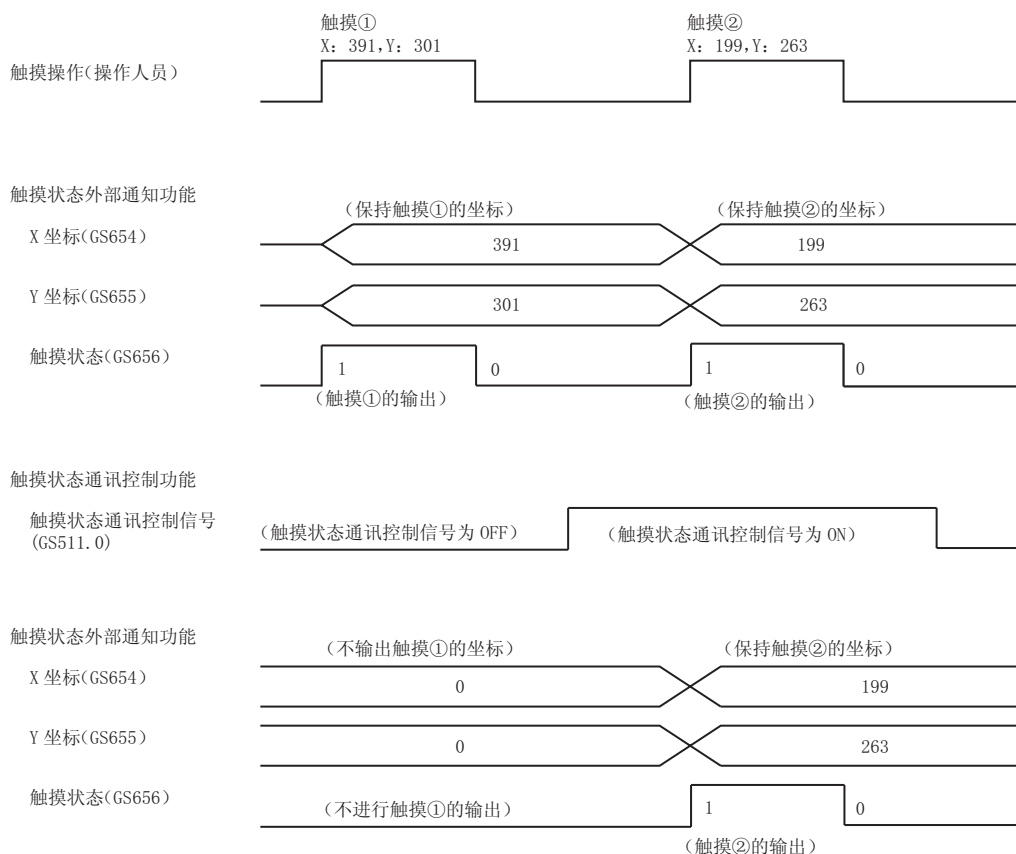 触摸①
X: 391,Y: 301
触摸②
X: 199,Y: 263
触摸操作(操作人员)
触摸状态外部通知功能
(保持触摸①的坐标)
(保持触摸②的坐标)
X 坐标(GS654)
391
199
Y 坐标(GS655)
301
263
触摸状态(GS656)
1
0
1
0
(触摸①的输出)
(触摸②的输出)
触摸状态通讯控制功能
触摸状态通讯控制信号
(GS511.0)
(触摸状态通讯控制信号为 OFF)
(触摸状态通讯控制信号为 ON)
触摸状态外部通知功能
(不输出触摸①的坐标)
(保持触摸②的坐标)
X 坐标(GS654)
0
199
Y 坐标(GS655)
0
263
触摸状态(GS656)
(不进行触摸①的输出)
1
0
(触摸②的输出)